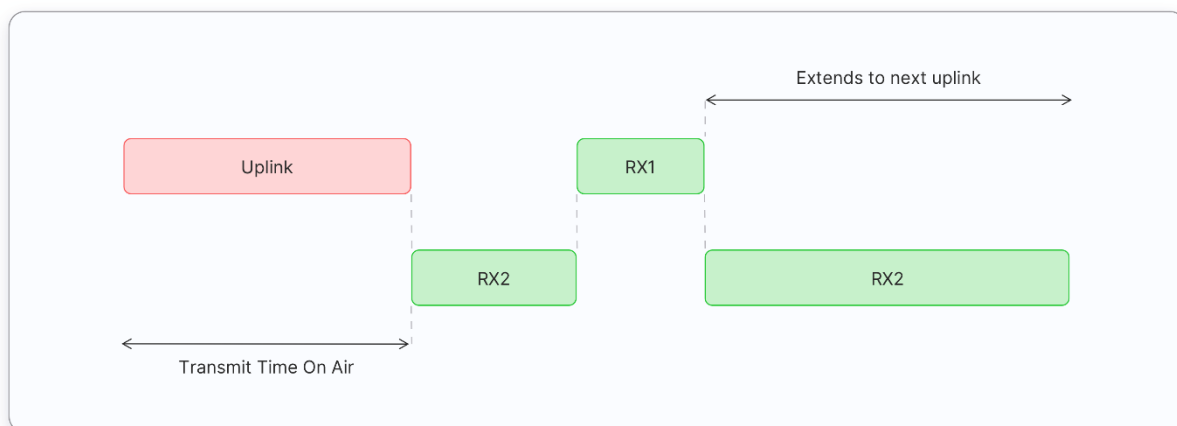 Extends to next uplink
Uplink
RX1
RX2
RX2
Transmit Time On Air